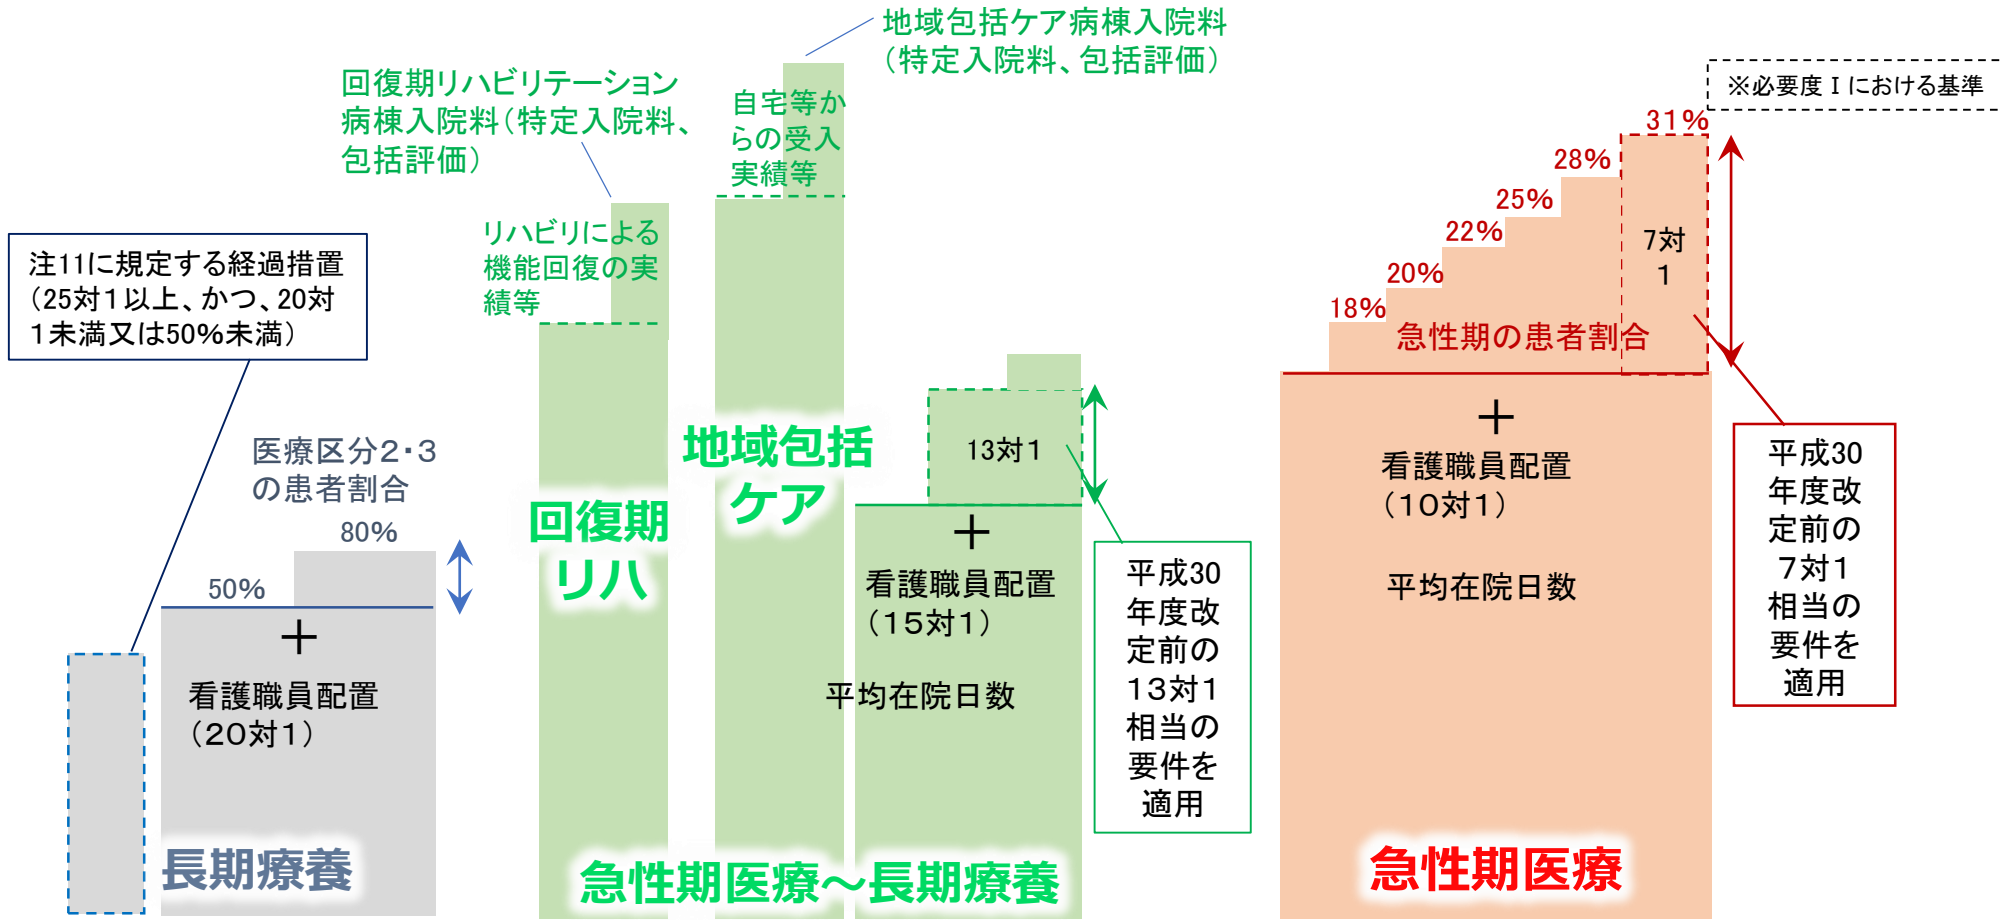 注11に規定する経過措置
（25対１以上、かつ、20対
１未満又は50%未満）
医療区分２・３
の患者割合
80%
50%
＋
看護職員配置
（２０対１）
長期療養
回復期リハビリテーション
病棟入院料（特定入院料、
包括評価）
リハビリによる
機能回復の実
績等
回復期
リハ
地域包括ケア病棟入院料
（特定入院料、包括評価）
自宅等か
らの受入
実績等
地域包括
ケア
13対１
＋
看護職員配置
（１５対１）
平均在院日数
平成30
年度改
定前の
１３対１
相当の
要件を
適用
急性期医療～長期療養
※必要度Ⅰにおける基準
31%
28%
25%
22%
20%
18%
7対
1
急性期の患者割合
＋
看護職員配置
（１０対１）
平均在院日数
平成30
年度改
定前の
７対１
相当の
要件を
適用
急性期医療